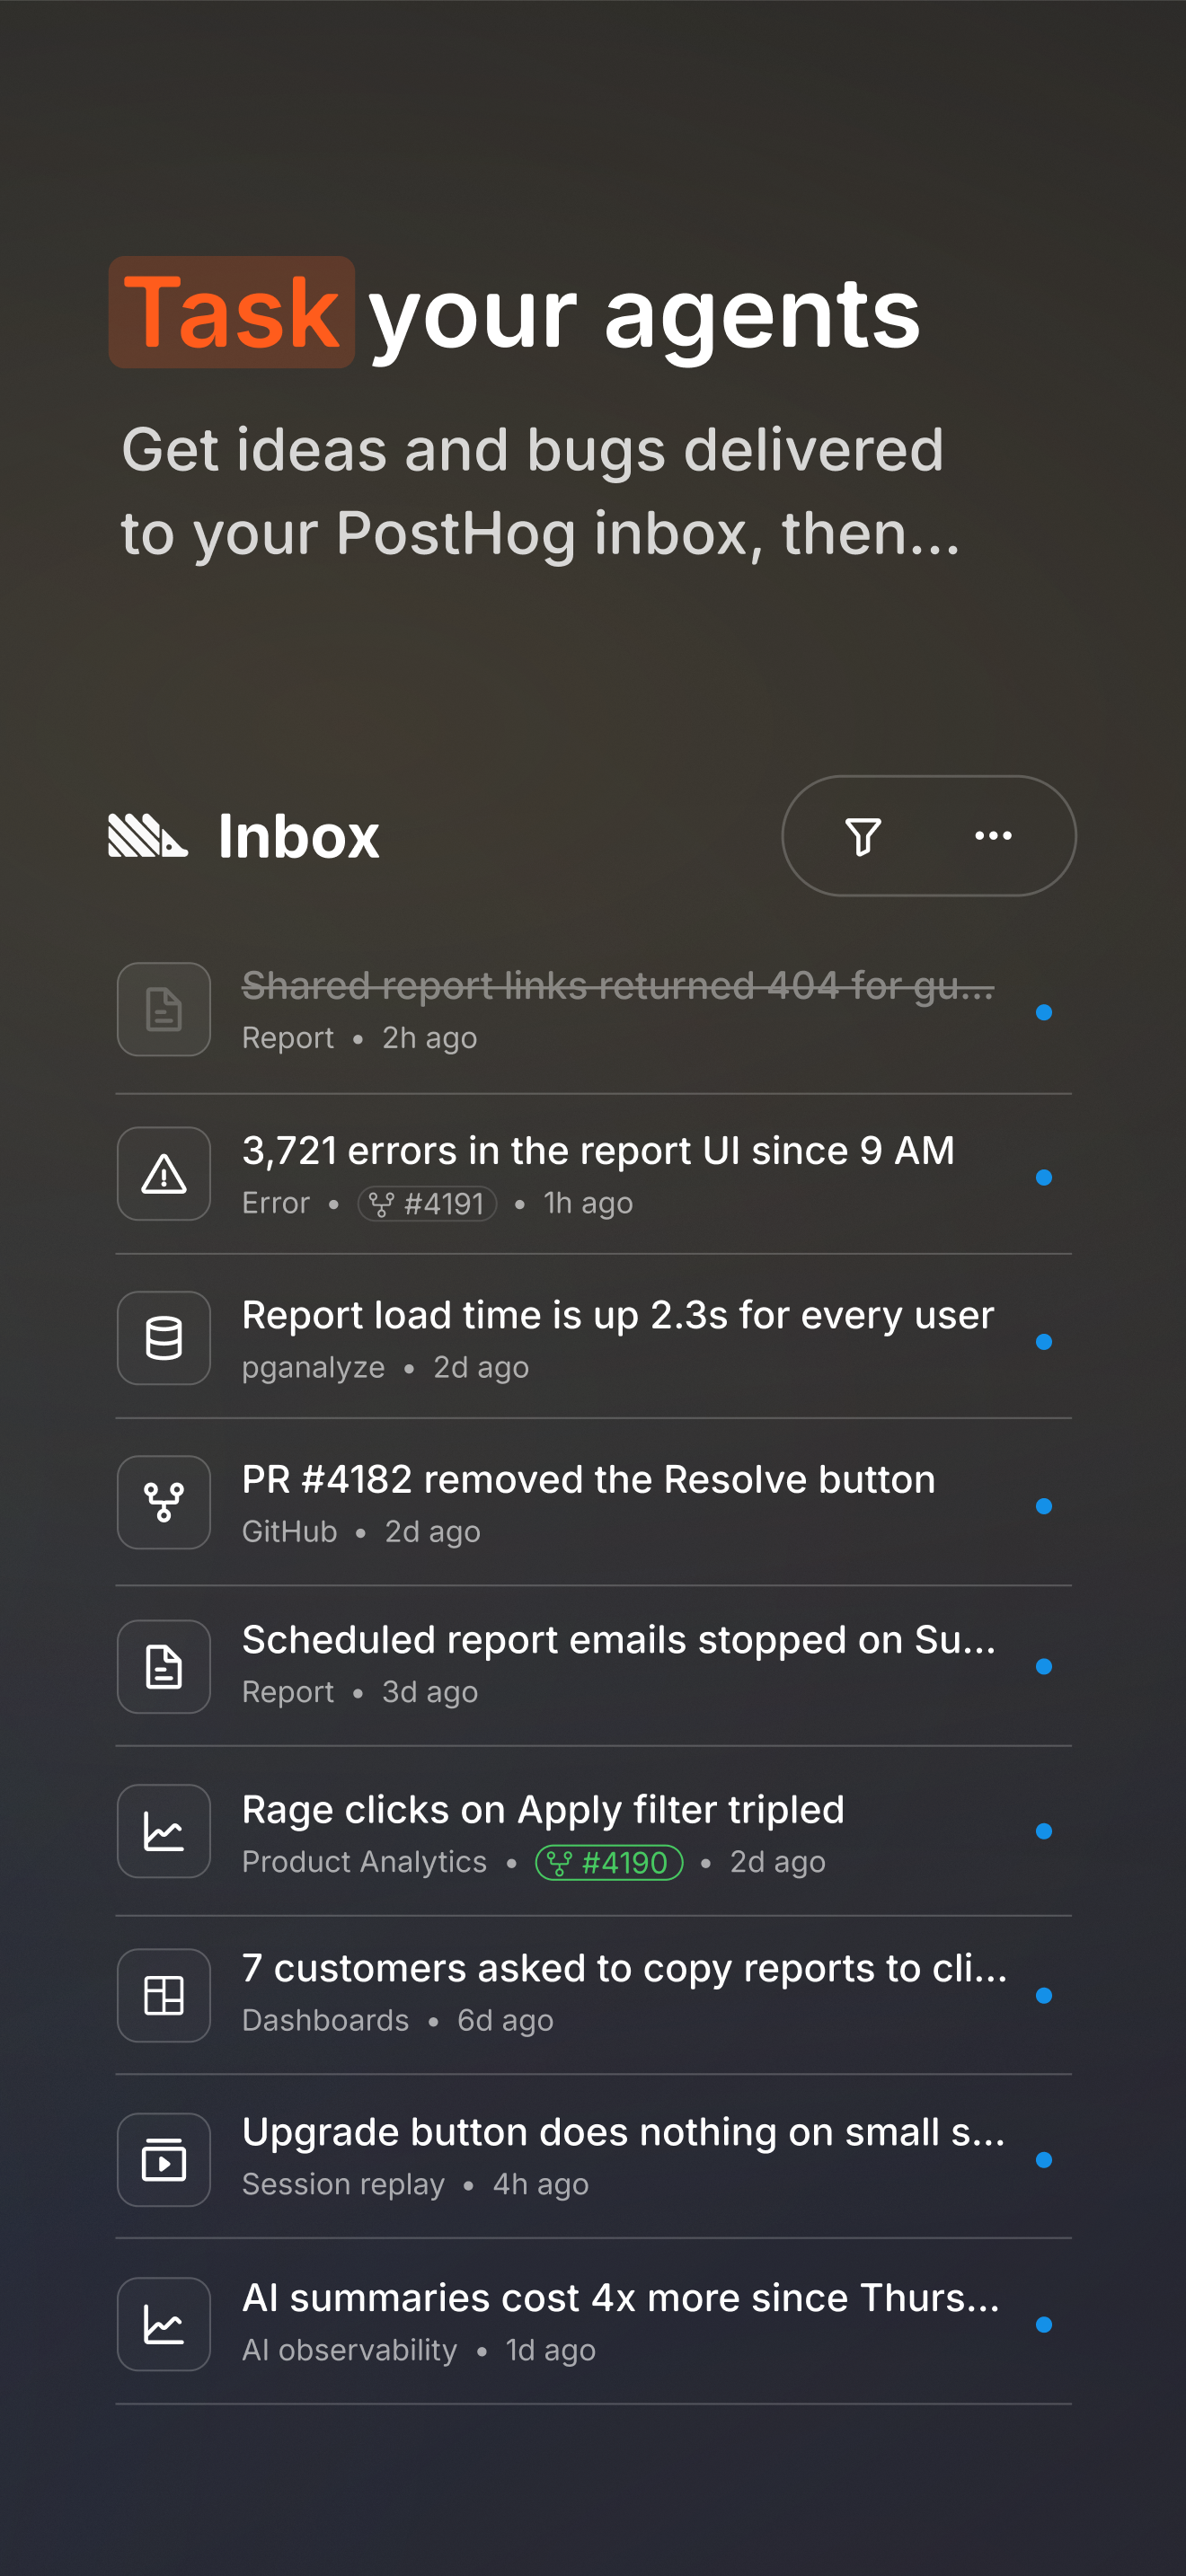 Task your agents
Get ideas and bugs delivered
to your PostHog inbox, then...
Inbox
Shared report links returned 404 for gu...
Report • 2h ago
3,721 errors in the report UI since 9 AM
Error • #4191 • 1h ago
Report load time is up 2.3s for every user
pganalyze • 2d ago
PR #4182 removed the Resolve button
GitHub • 2d ago
Scheduled report emails stopped on Su...
Report • 3d ago
Rage clicks on Apply filter tripled
Product Analytics • #4190 • 2d ago
7 customers asked to copy reports to cli...
Dashboards • 6d ago
Upgrade button does nothing on small s...
Session replay • 4h ago
AI summaries cost 4x more since Thurs...
AI observability • 1d ago